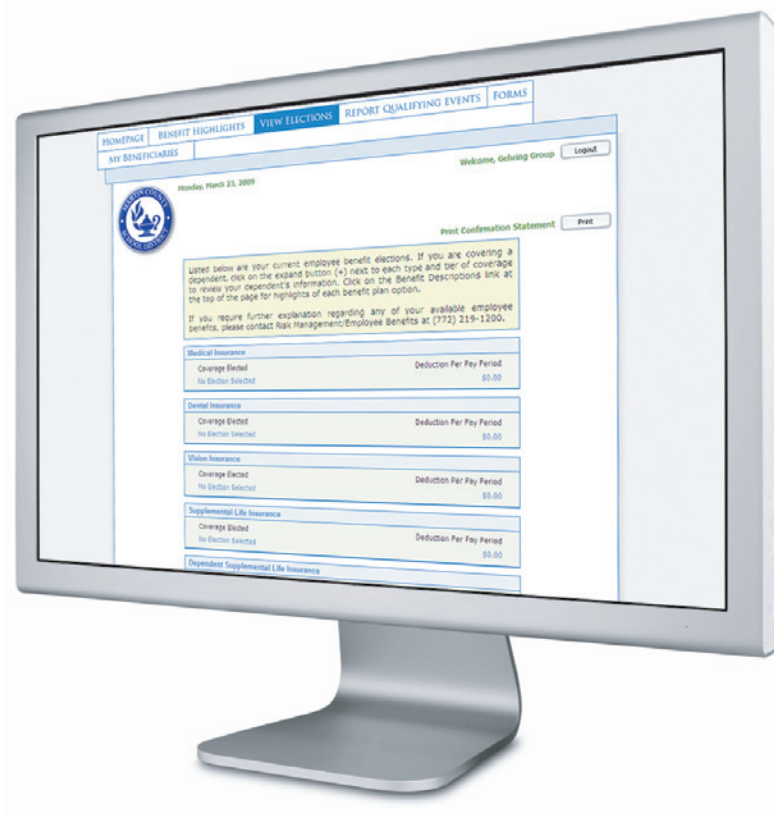 HOMEPAGE BENEFIT HIGHLIGHTS VIEW ELECTIONS REPORT QUALIFYING EVENTS FORMS
MY BENEFICIARIES
Monday, March 23, 2009
Welcome, Gehring Group Logout
MARTIN COUNTY
SCHOOL DISTRICT
Print Confirmation Statement Print
Listed below are your current employee benefit elections. If you are covering a
dependent, click on the expand button (+) next to each type and tier of coverage
to review your dependent's information. Click on the Benefit Descriptions link at
the top of the page for highlights of each benefit plan option.
If you require further explanation regarding any of your available employee
benefits, please contact Risk Management/Employee Benefits at (772) 219-1200.
Medical Insurance
Coverage Elected Deduction Per Pay Period
No Election Selected $0.00
Dental Insurance
Coverage Elected Deduction Per Pay Period
No Election Selected $0.00
Vision Insurance
Coverage Elected Deduction Per Pay Period
No Election Selected $0.00
Supplemental Life Insurance
Coverage Elected Deduction Per Pay Period
No Election Selected $0.00
Dependent Supplemental Life Insurance